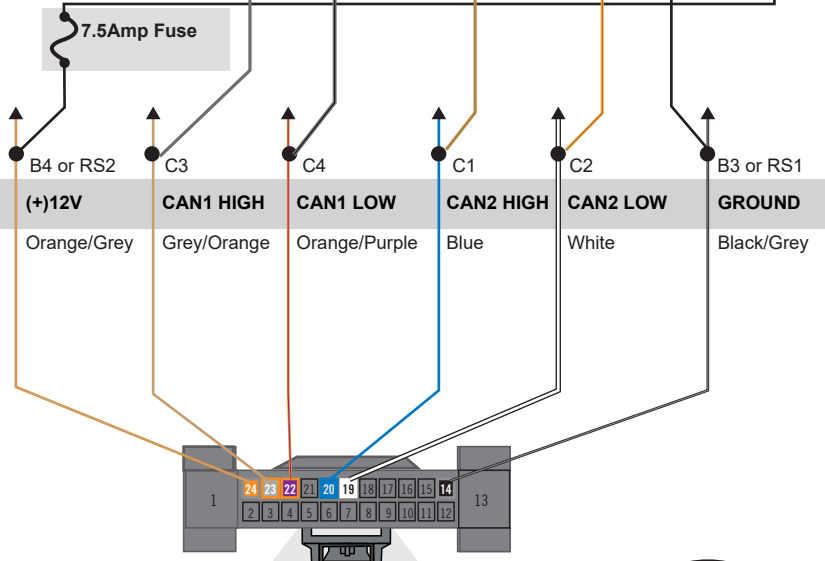 7.5Amp Fuse
B4 or RS2 C3 C4 C1 C2 B3 or RS1
(+)12V CAN1 HIGH CAN1 LOW CAN2 HIGH CAN2 LOW GROUND
Orange/Grey Grey/Orange Orange/Purple Blue White Black/Grey
24 23 22 21 20 19 18 17 16 15 14
1 13
2 3 4 5 6 7 8 9 10 11 12